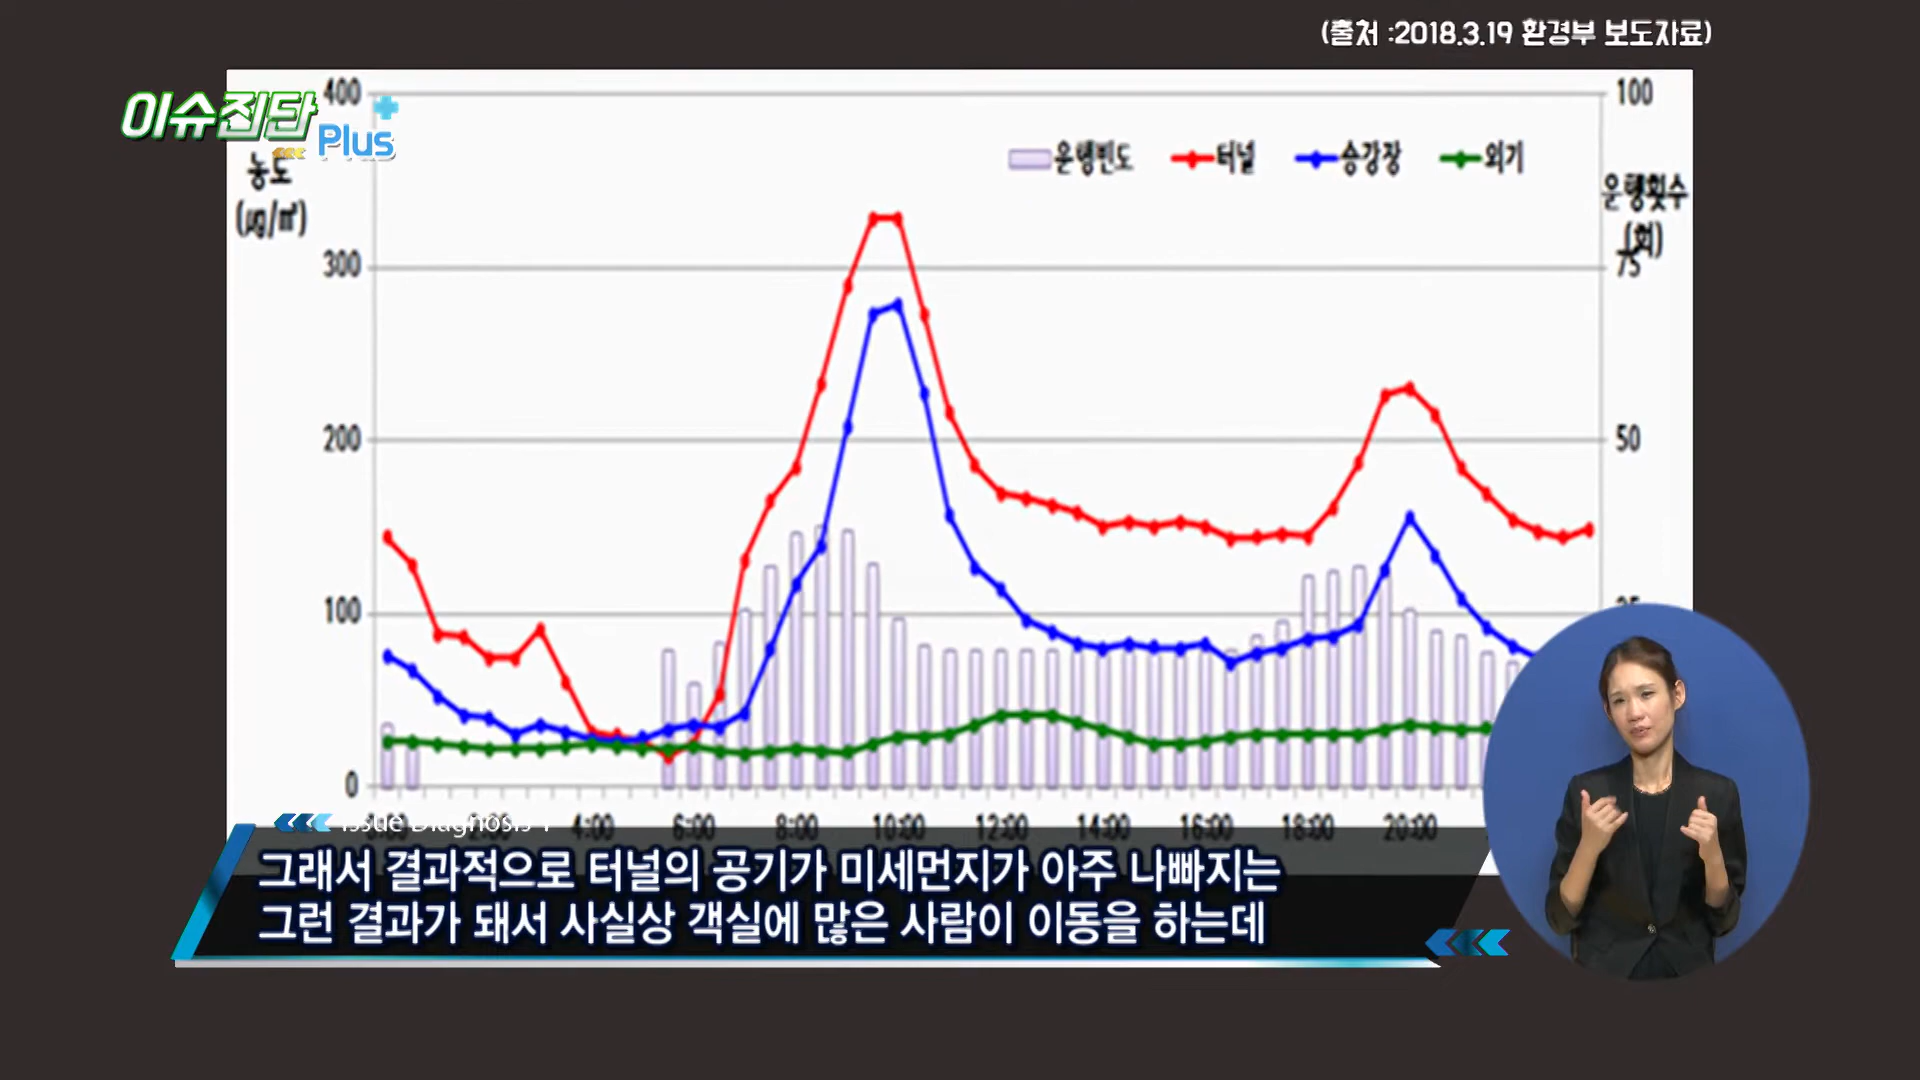 (출처 :2018.3.19 환경부 보도자료)
이슈진단
Plus
400
100
농도
(㎍/㎥)
운행빈도
터널
승강장
외기
운행횟수
(회)
300
75
200
50
100
0
4:00
6:00
8:00
10:00
12:00
14:00
16:00
18:00
20:00
Issue Diagnosis
그래서 결과적으로 터널의 공기가 미세먼지가 아주 나빠지는
그런 결과가 돼서 사실상 객실에 많은 사람이 이동을 하는데